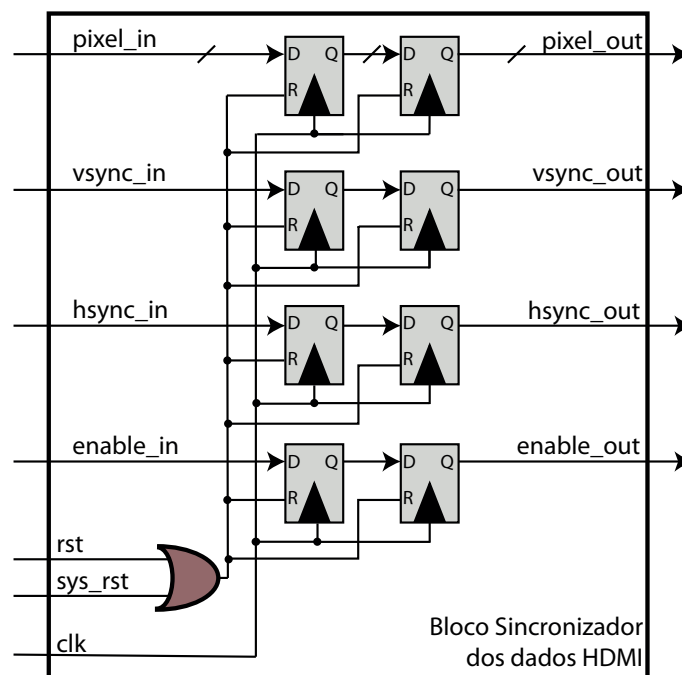 pixel_in
D Q
D Q
pixel_out
R
R
vsync_in
D Q
D Q
vsync_out
R
R
hsync_in
D Q
D Q
hsync_out
R
R
enable_in
D Q
D Q
enable_out
R
R
rst
sys_rst
clk
Bloco Sincronizador
dos dados HDMI